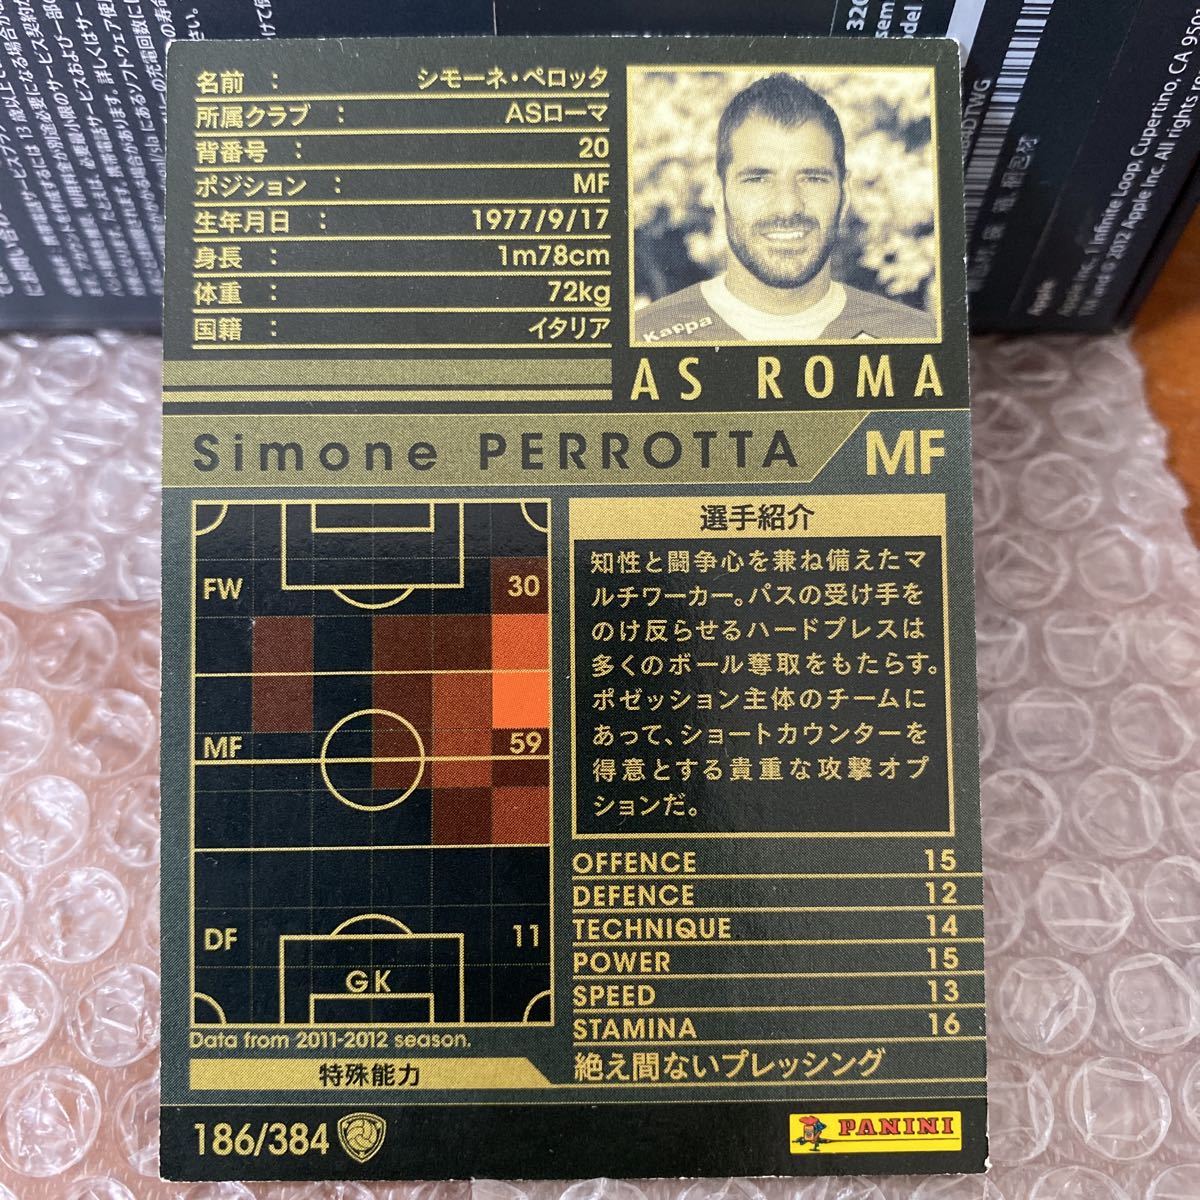 名前 ： シモーネ・ペロッタ
所属クラブ ： ASローマ
背番号 ： 20
ポジション ： MF
生年月日 ： 1977/9/17
身長 ： 1m78cm
体重 ： 72kg
国籍 ： イタリア
Kappa
AS ROMA
Simone PERROTTA MF
FW 30
MF 59
DF 11
GK
Data from 2011-2012 season.
選手紹介
知性と闘争心を兼ね備えたマ
ルチワーカー。パスの受け手を
のけ反らせるハードプレスは
多くのボール奪取をもたらす。
ポゼッション主体のチームに
あって、ショートカウンターを
得意とする貴重な攻撃オプ
ションだ。
OFFENCE 15
DEFENCE 12
TECHNIQUE 14
POWER 15
SPEED 13
STAMINA 16
特殊能力 絶え間ないプレッシング
186/384
PANINI